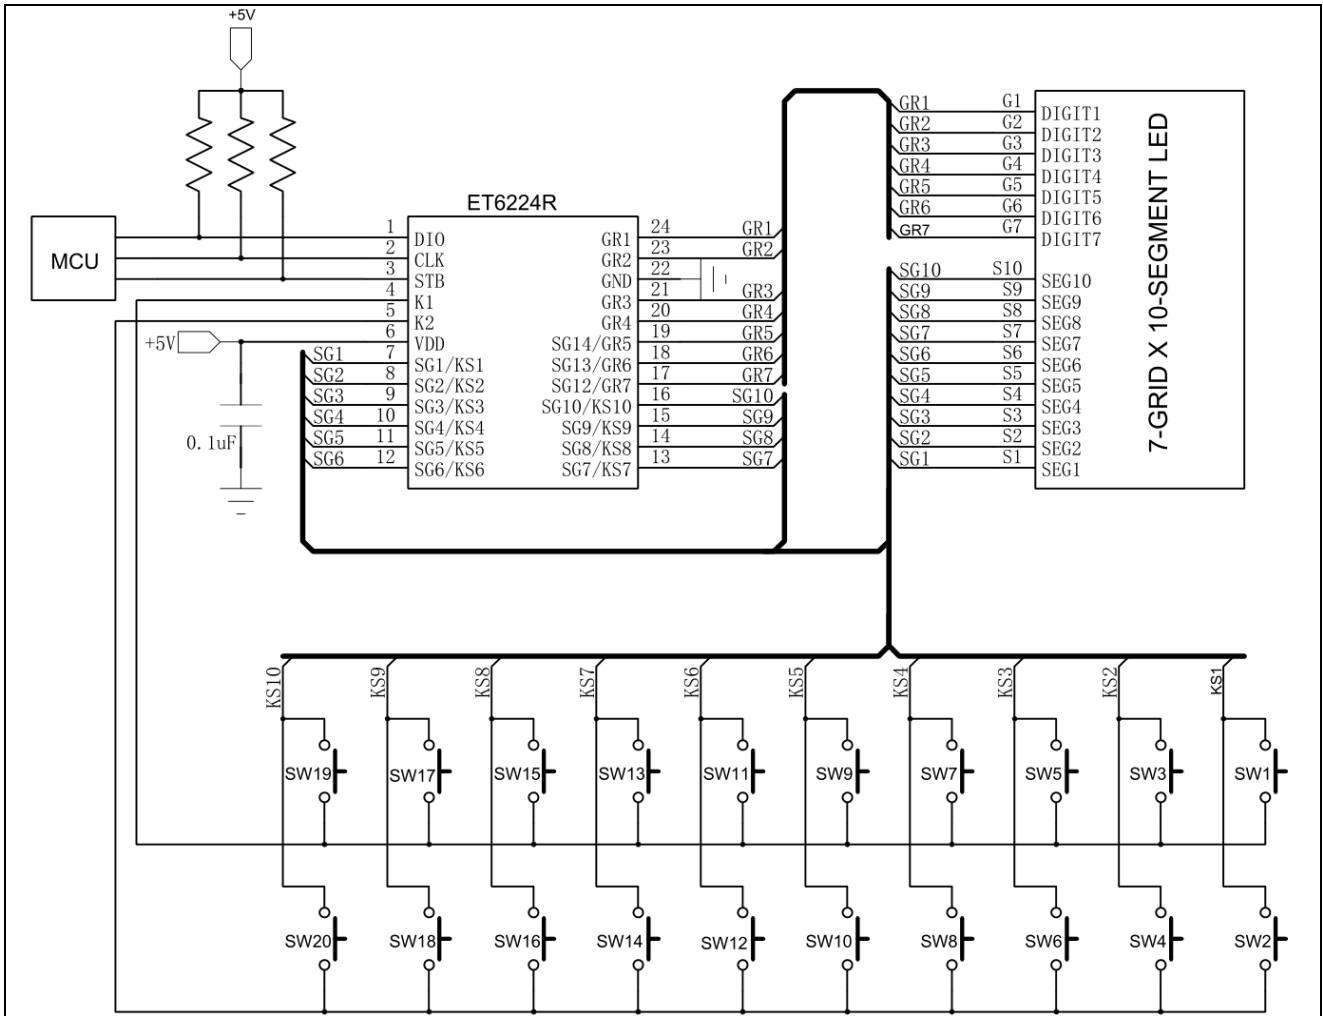 +5V
ET6224R
MCU
1
2
3
4
5
6
7
8
9
10
11
12
DIO
CLK
STB
K1
K2
VDD
SG1/KS1
SG2/KS2
SG3/KS3
SG4/KS4
SG5/KS5
SG6/KS6
GR1
GR2
GND
GR3
GR4
SG14/GR5
SG13/GR6
SG12/GR7
SG10/KS10
SG9/KS9
SG8/KS8
SG7/KS7
24
23
22
21
20
19
18
17
16
15
14
13
GR1
GR2
GR3
GR4
GR5
GR6
GR7
SG10
SG9
SG8
SG7
+5V
0.1uF
SG1
SG2
SG3
SG4
SG5
SG6
GR1 G1 DIGIT1
GR2 G2 DIGIT2
GR3 G3 DIGIT3
GR4 G4 DIGIT4
GR5 G5 DIGIT5
GR6 G6 DIGIT6
GR7 G7 DIGIT7
SG10 S10 SEG10
SG9 S9 SEG9
SG8 S8 SEG8
SG7 S7 SEG7
SG6 S6 SEG6
SG5 S5 SEG5
SG4 S4 SEG4
SG3 S3 SEG3
SG2 S2 SEG2
SG1 S1 SEG1
7-GRID X 10-SEGMENT LED
KS10 KS9 KS8 KS7 KS6 KS5 KS4 KS3 KS2 KS1
SW19 SW17 SW15 SW13 SW11 SW9 SW7 SW5 SW3 SW1
SW20 SW18 SW16 SW14 SW12 SW10 SW8 SW6 SW4 SW2